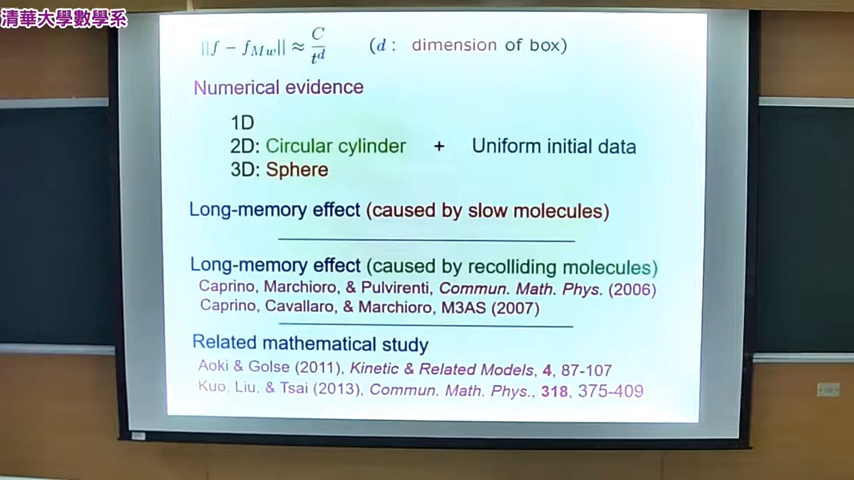 清華大學數學系
||f − f_{Mw}|| ≈ C/t^d (d : dimension of box)
Numerical evidence
1D
2D: Circular cylinder + Uniform initial data
3D: Sphere
Long-memory effect (caused by slow molecules)
Long-memory effect (caused by recolliding molecules)
Caprino, Marchioro, & Pulvirenti, Commun. Math. Phys. (2006)
Caprino, Cavallaro, & Marchioro, M3AS (2007)
Related mathematical study
Aoki & Golse (2011), Kinetic & Related Models, 4, 87-107
Kuo, Liu, & Tsai (2013), Commun. Math. Phys., 318, 375-409